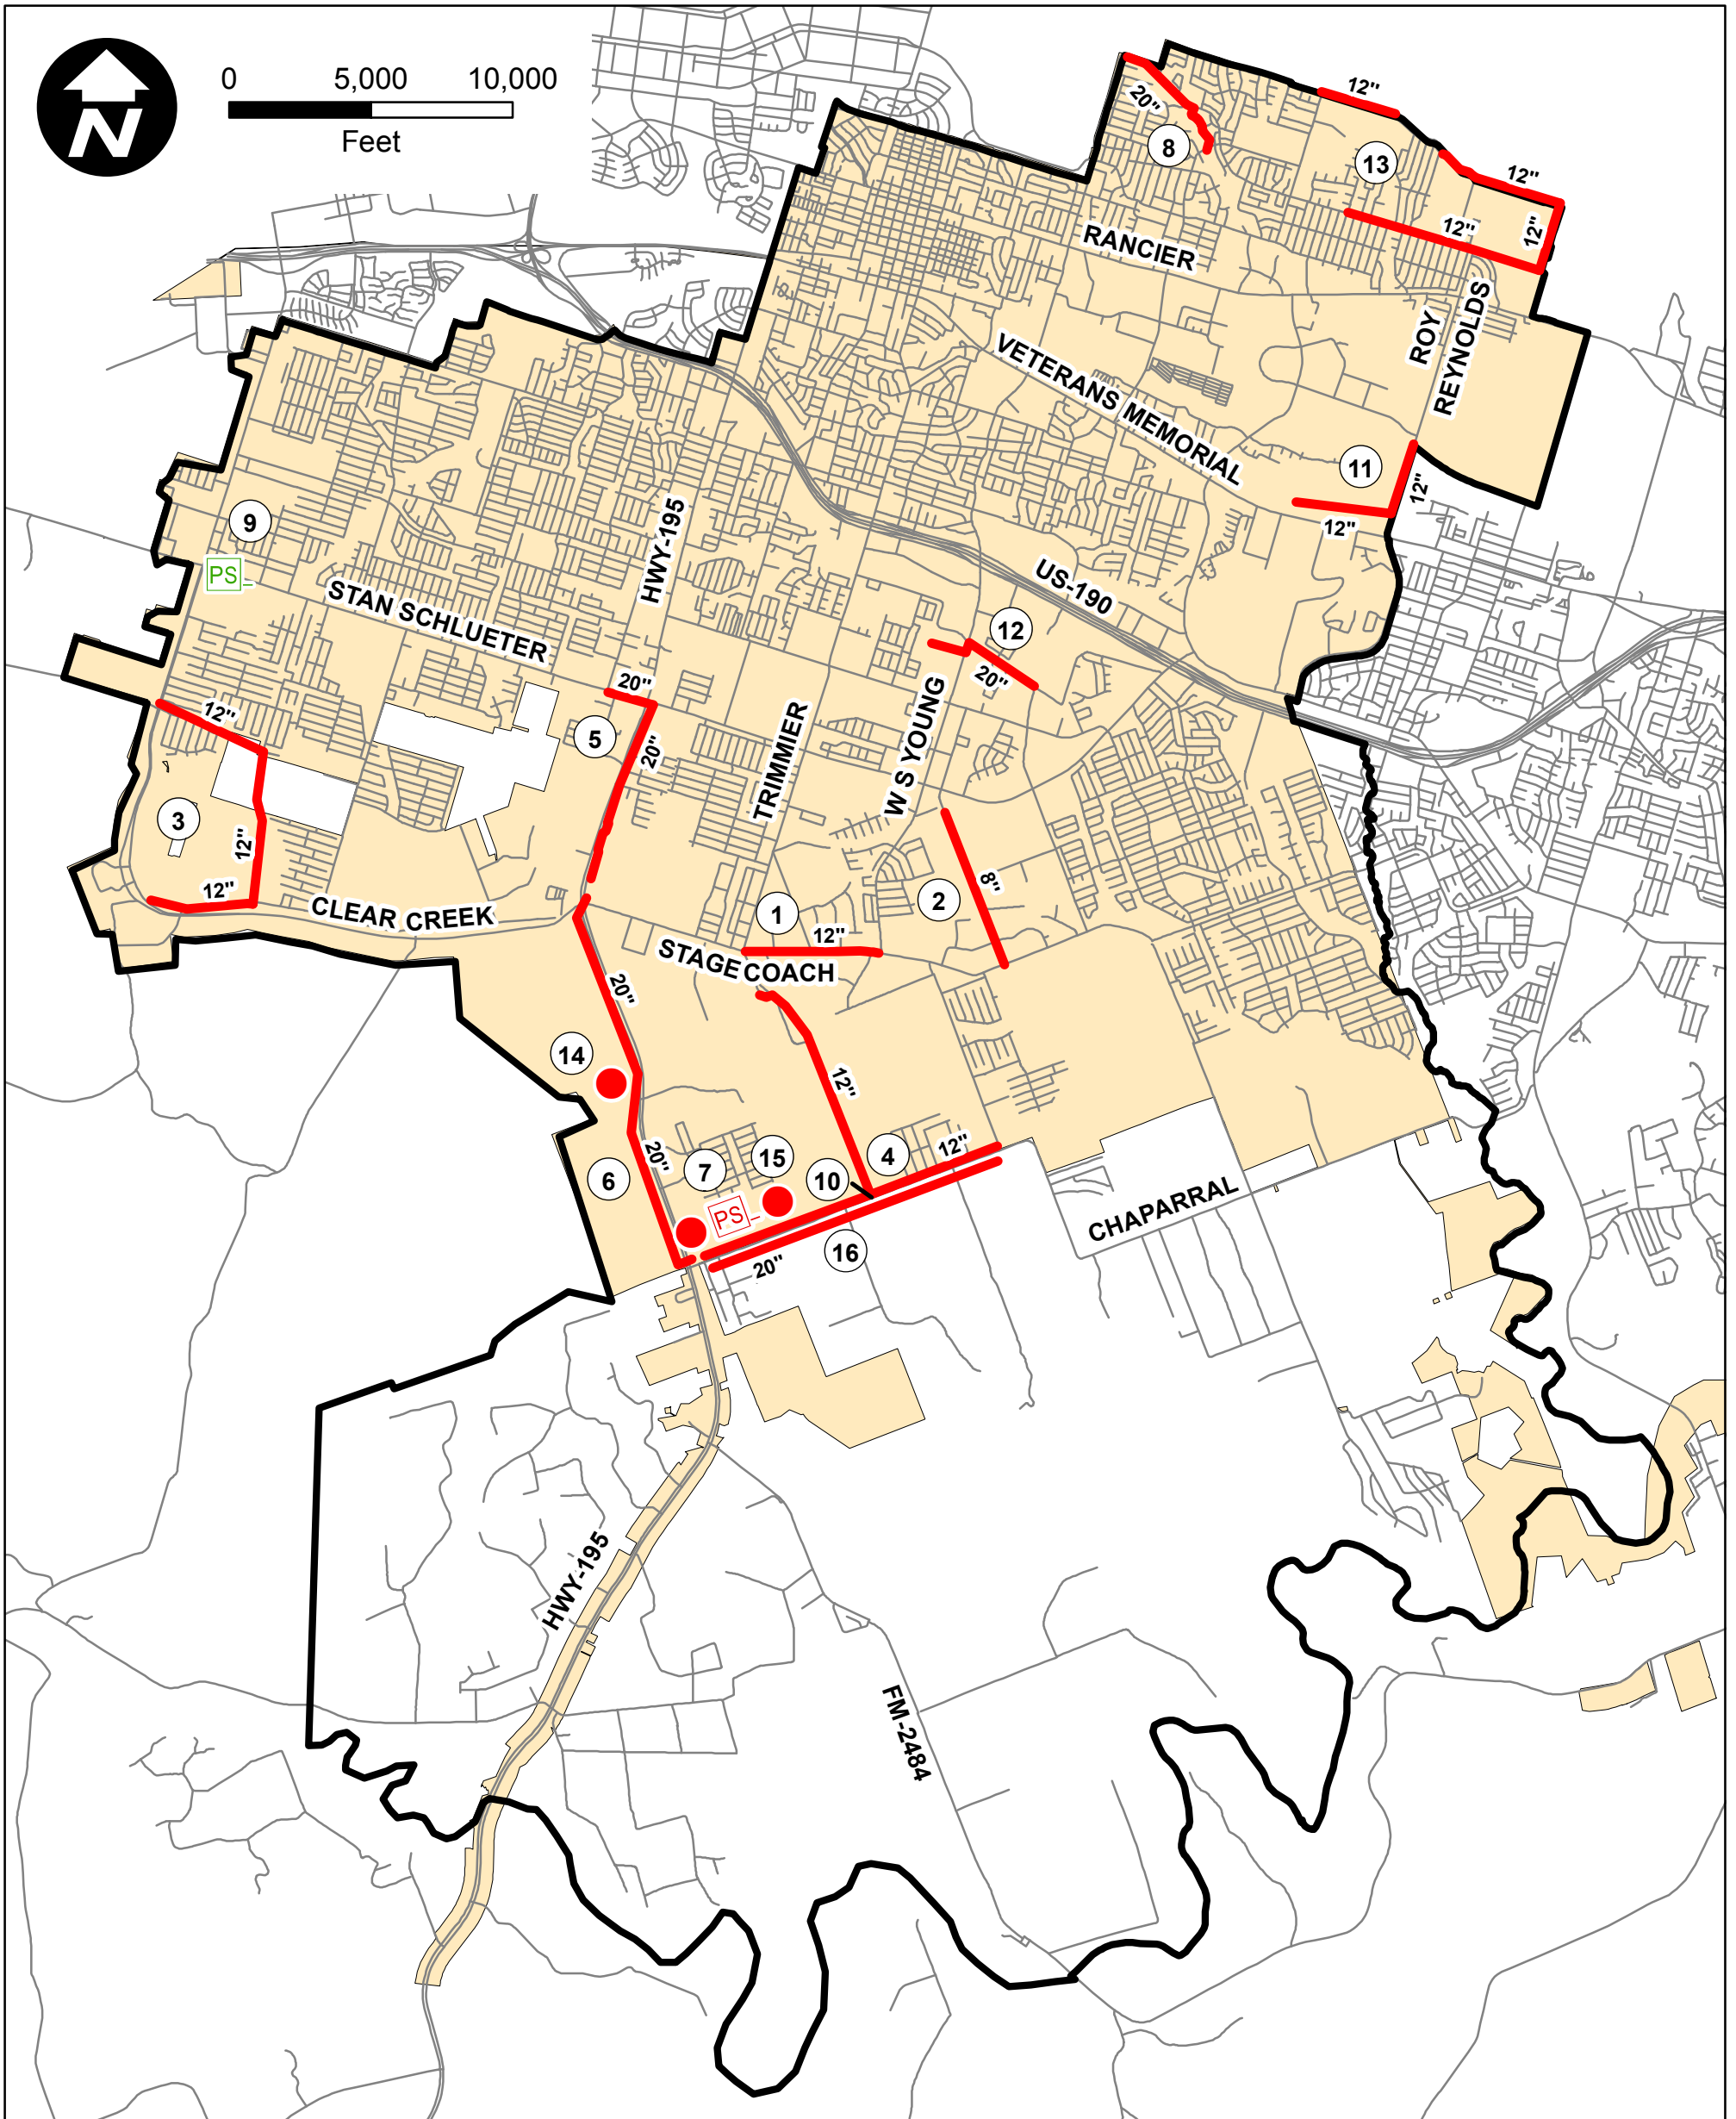 N
0 5,000 10,000
Feet
12"
20"
8
13
12"
12"
12"
RANCIER
ROY
REYNOLDS
VETERANS MEMORIAL
11
12"
12"
9
PS
HWY-195
STAN SCHLUETER
US-190
12
20"
20"
12"
5
20"
TRIMMIER
W S YOUNG
3
12"
12"
CLEAR CREEK
8"
2
1
12"
STAGE COACH
20"
14
12"
20"
6
7
15
4
12"
10
PS
16
20"
CHAPARRAL
HWY-195
FM-2484